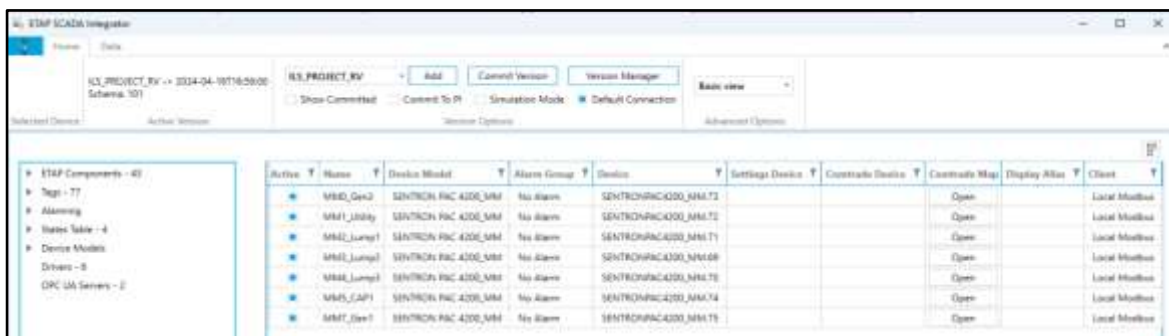 ETAP SCADA Integrator
Home Data
ILS_PROJECT_RV -> 2024-04-16T16:56:00
Schema: 101
ILS_PROJECT_RV Add Commit Version Version Manager
Show Committed Commit To PI Simulation Mode Default Connection
Basic view
Selected Device Active Version Version Options Advanced Options
ETAP Components - 43
Tags - 77
Alarming
States Table - 4
Device Models
Drivers - 8
OPC UA Servers - 2
Active Name Device Model Alarm Group Device Settings Device Comtrade Device Comtrade Map Display Alias Client
SENTRON PAC 4200_MM No Alarm SENTRONPAC4200_MM.73 Open Local Modbus
MM1_Utility SENTRON PAC 4200_MM No Alarm SENTRONPAC4200_MM.72 Open Local Modbus
MM2_Lump1 SENTRON PAC 4200_MM No Alarm SENTRONPAC4200_MM.71 Open Local Modbus
MM3_Lump2 SENTRON PAC 4200_MM No Alarm SENTRONPAC4200_MM.69 Open Local Modbus
MM4_Lump3 SENTRON PAC 4200_MM No Alarm SENTRONPAC4200_MM.70 Open Local Modbus
MM5_CAP1 SENTRON PAC 4200_MM No Alarm SENTRONPAC4200_MM.74 Open Local Modbus
MM7_Gen1 SENTRON PAC 4200_MM No Alarm SENTRONPAC4200_MM.75 Open Local Modbus